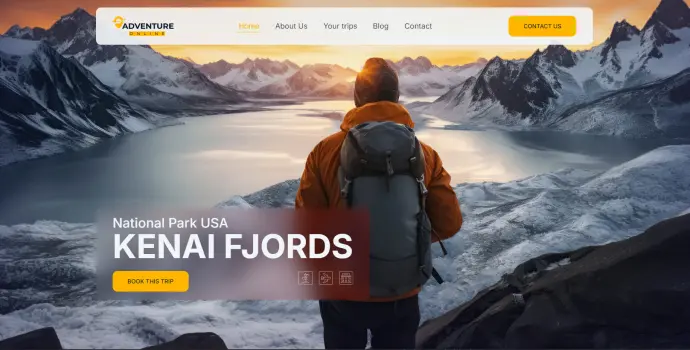 ADVENTURE
ONLINE
Home
About Us
Your trips
Blog
Contact
CONTACT US
National Park USA
KENAI FJORDS
BOOK THIS TRIP